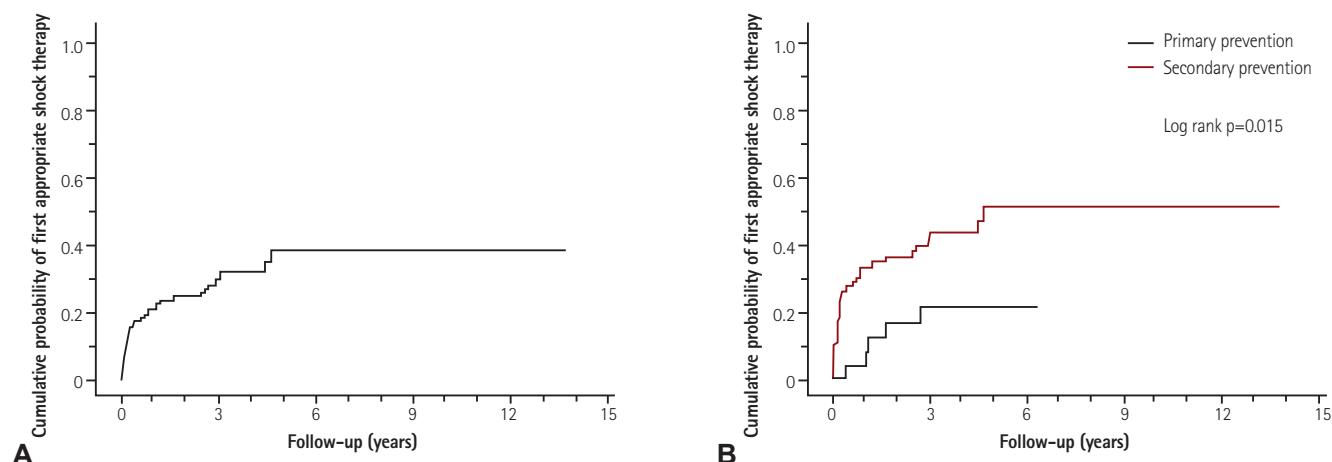 Cumulative probability of first appropriate shock therapy
1.0
0.8
0.6
0.4
0.2
0
0 3 6 9 12 15
Follow-up (years)
A
Cumulative probability of first appropriate shock therapy
1.0
0.8
0.6
0.4
0.2
0
Primary prevention
Secondary prevention
Log rank p=0.015
0 3 6 9 12 15
Follow-up (years)
B